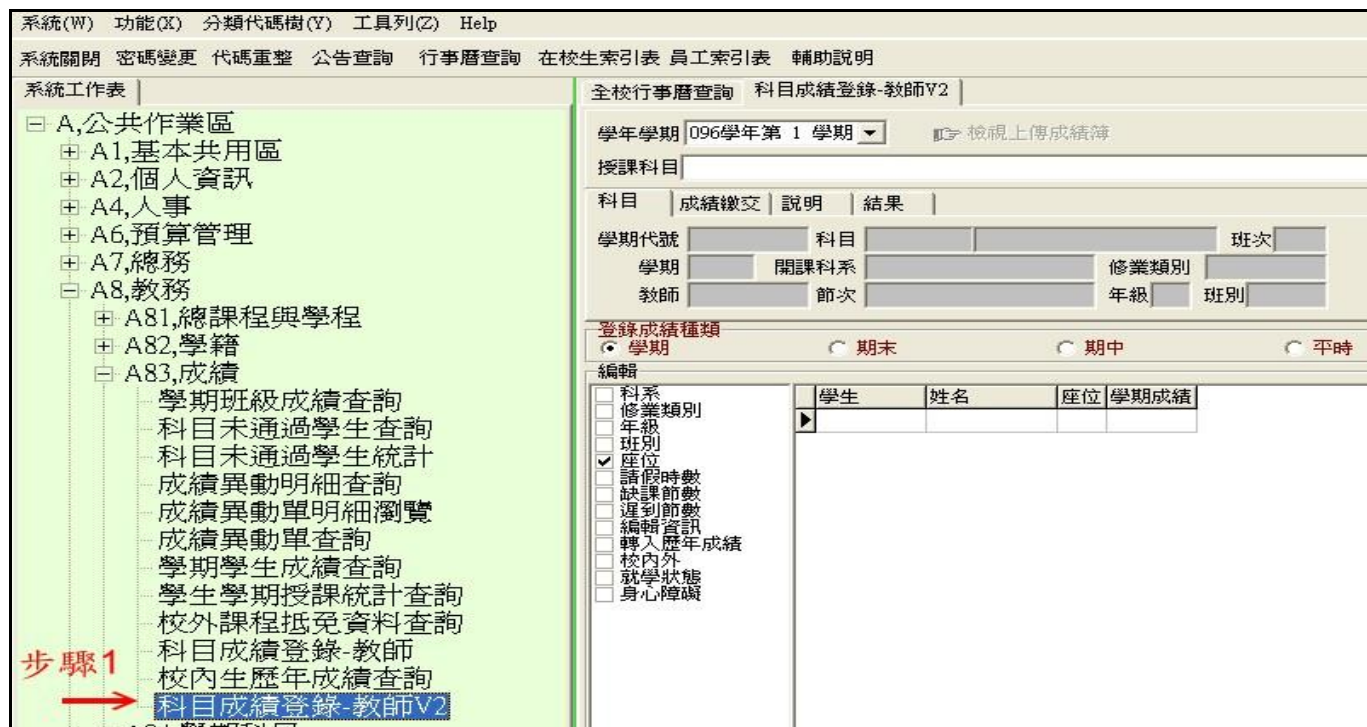 系統(W) 功能(X) 分類代碼樹(Y) 工具列(Z) Help
系統關閉 密碼變更 代碼重整 公告查詢 行事曆查詢 在校生索引表 員工索引表 輔助說明
系統工作表
A,公共作業區
A1,基本共用區
A2,個人資訊
A4,人事
A6,預算管理
A7,總務
A8,教務
A81,總課程與學程
A82,學籍
A83,成績
學期班級成績查詢
科目未通過學生查詢
科目未通過學生統計
成績異動明細查詢
成績異動單明細瀏覽
成績異動單查詢
學期學生成績查詢
學生學期授課統計查詢
校外課程抵免資料查詢
科目成績登錄-教師
校內生歷年成績查詢
步驟1
科目成績登錄-教師V2
全校行事曆查詢 科目成績登錄-教師V2
學年學期 096學年第 1 學期 檢視上傳成績簿
授課科目
科目 成績繳交 說明 結果
學期代號 科目 班次
學期 開課科系 修業類別
教師 節次 年級 班別
登錄成績種類
學期 期末 期中 平時
編輯
科系
修業類別
年級
班別
座位
請假時數
缺課節數
遲到節數
編輯資訊
轉入歷年成績
校內外
就學狀態
身心障礙
學生 姓名 座位 學期成績